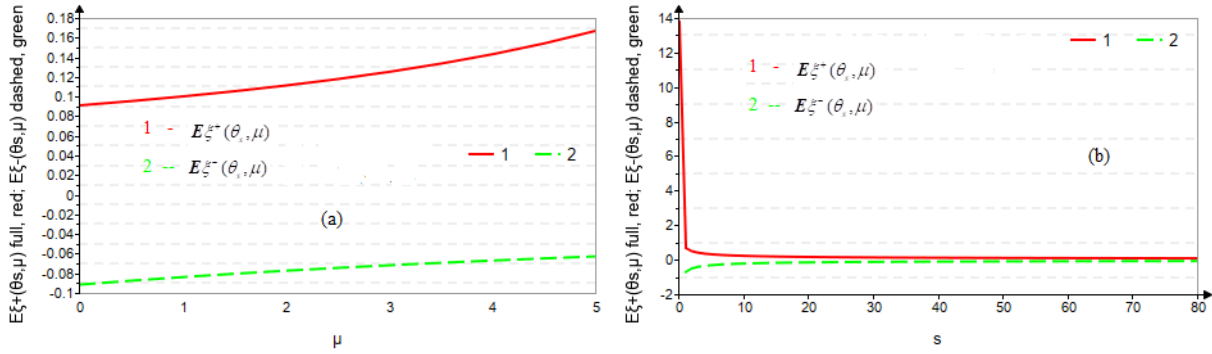 Eξ+(θs,μ) full, red; Eξ-(θs,μ) dashed, green
0.18
0.16
0.14
0.12
0.1
0.08
0.06
0.04
0.02
0
-0.02
-0.04
-0.06
-0.08
-0.1
1 - Eξ⁺(θₛ,μ)
2 -- Eξ⁻(θₛ,μ)
1 2
(a)
0 1 2 3 4 5
μ
Eξ+(θs,μ) full, red; Eξ-(θs,μ) dashed, green
14
12
10
8
6
4
2
0
-2
1 2
1 - Eξ⁺(θₛ,μ)
2 -- Eξ⁻(θₛ,μ)
(b)
0 10 20 30 40 50 60 70 80
s